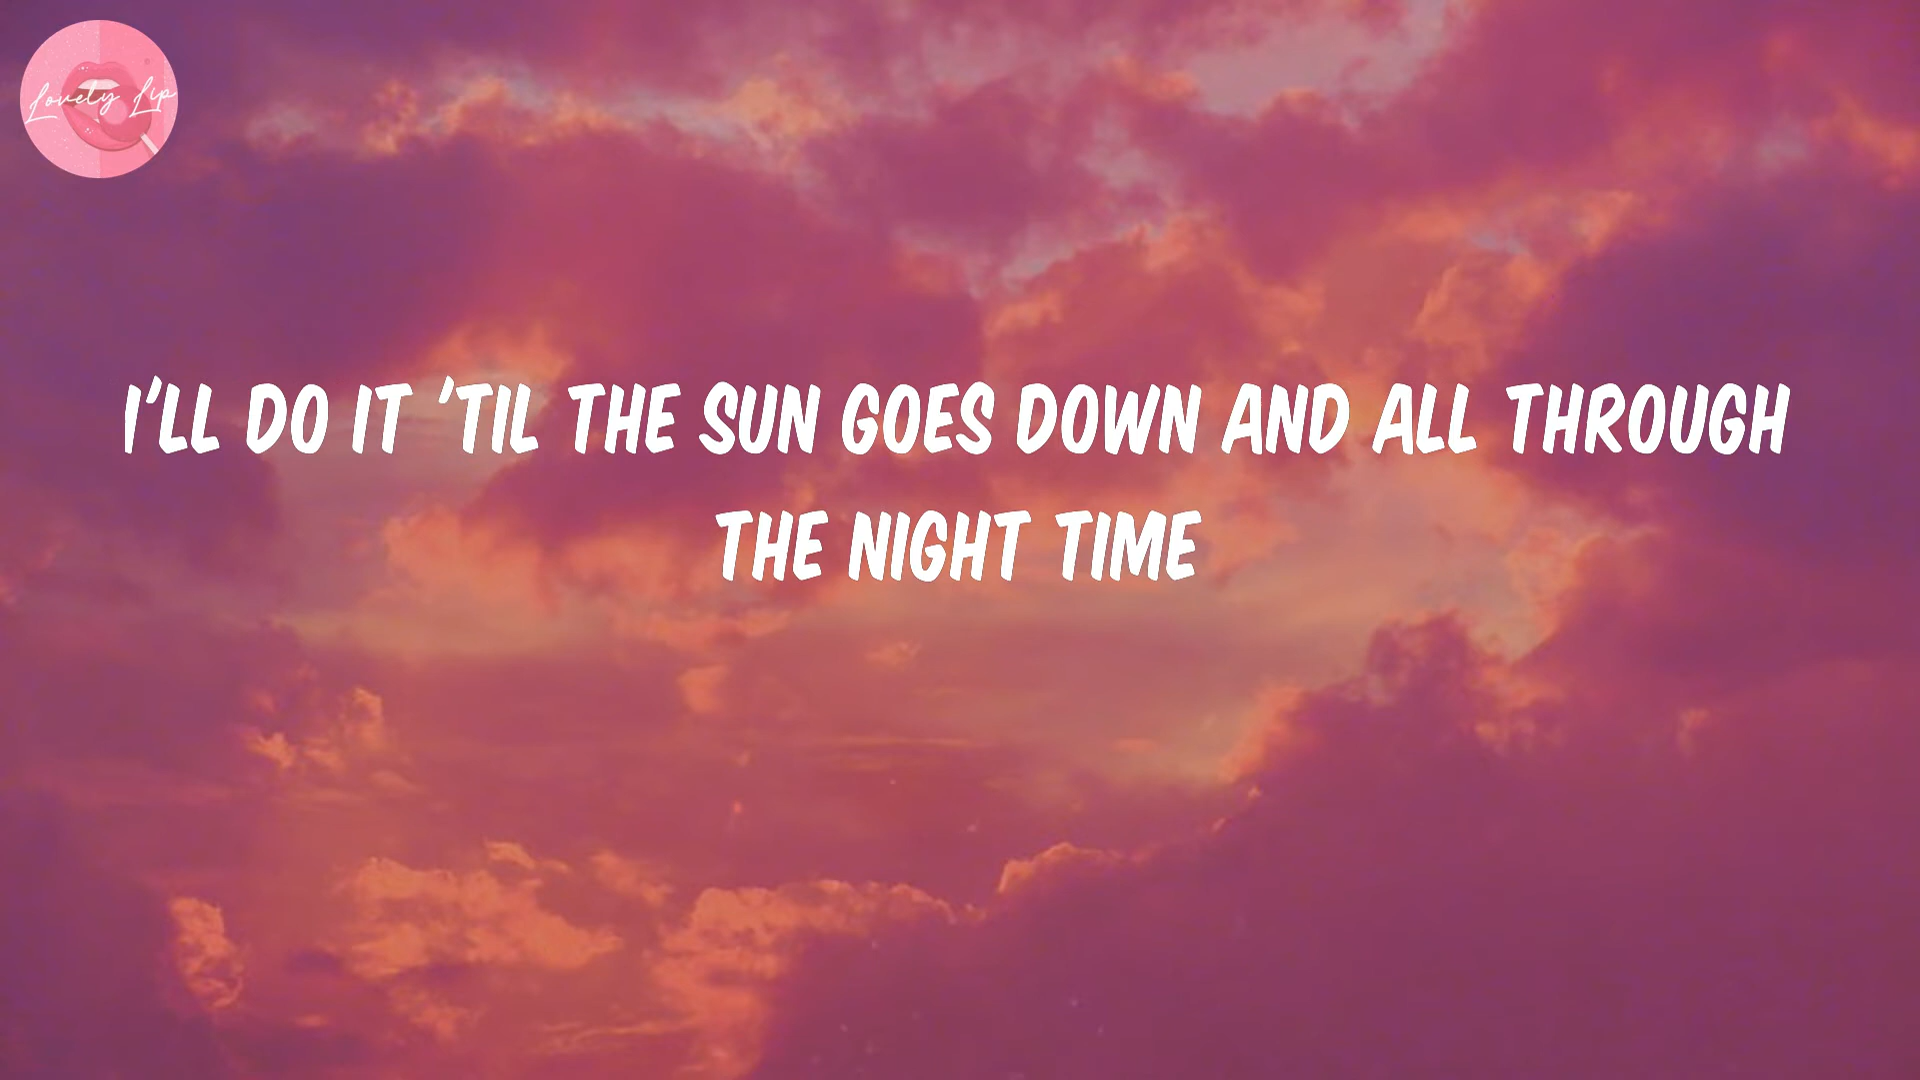 Lovely Lip
I'LL DO IT 'TIL THE SUN GOES DOWN AND ALL THROUGH
THE NIGHT TIME